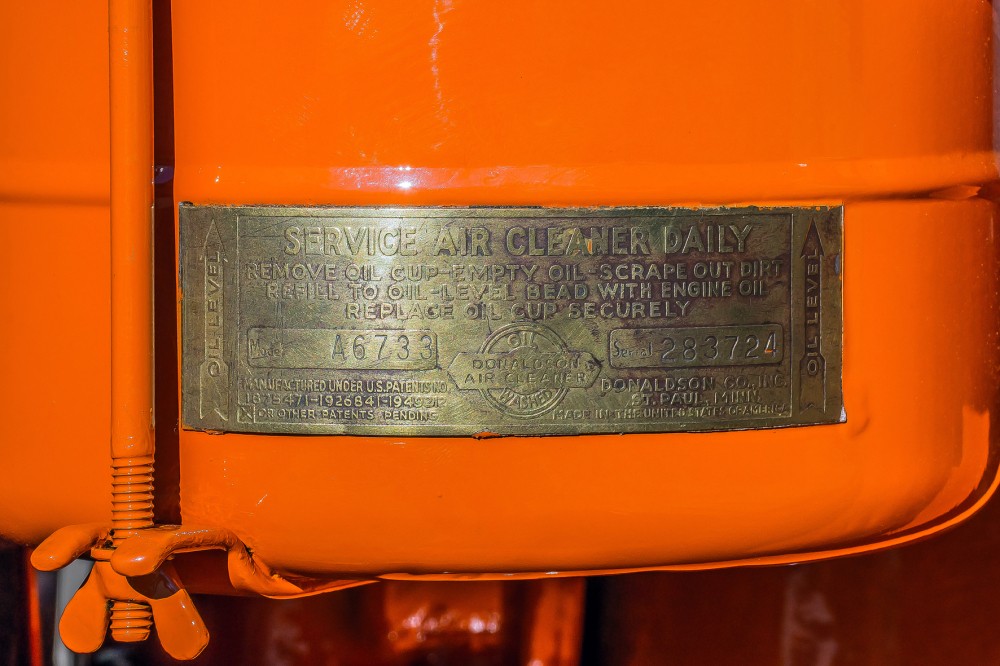 SERVICE AIR CLEANER DAILY
REMOVE OIL CUP-EMPTY OIL-SCRAPE OUT DIRT
REFILL TO OIL-LEVEL BEAD WITH ENGINE OIL
REPLACE OIL CUP SECURELY
OIL-LEVEL
OIL-LEVEL
Model A6733
OIL
DONALDSON
AIR CLEANER
WASHED
Serial 283724
MANUFACTURED UNDER U.S. PATENTS NO.
DONALDSON CO., INC.
ST. PAUL, MINN.
OR OTHER PATENTS PENDING
MADE IN THE UNITED STATES OF AMERICA